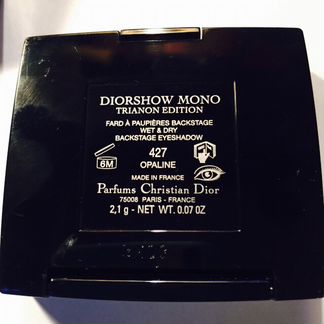 DIORSHOW MONO
TRIANON EDITION
FARD À PAUPIÈRES BACKSTAGE
WET & DRY
BACKSTAGE EYESHADOW
427
6M
OPALINE
MADE IN FRANCE
Parfums Christian Dior
75008 PARIS - FRANCE
2,1 g - NET WT. 0.07 OZ